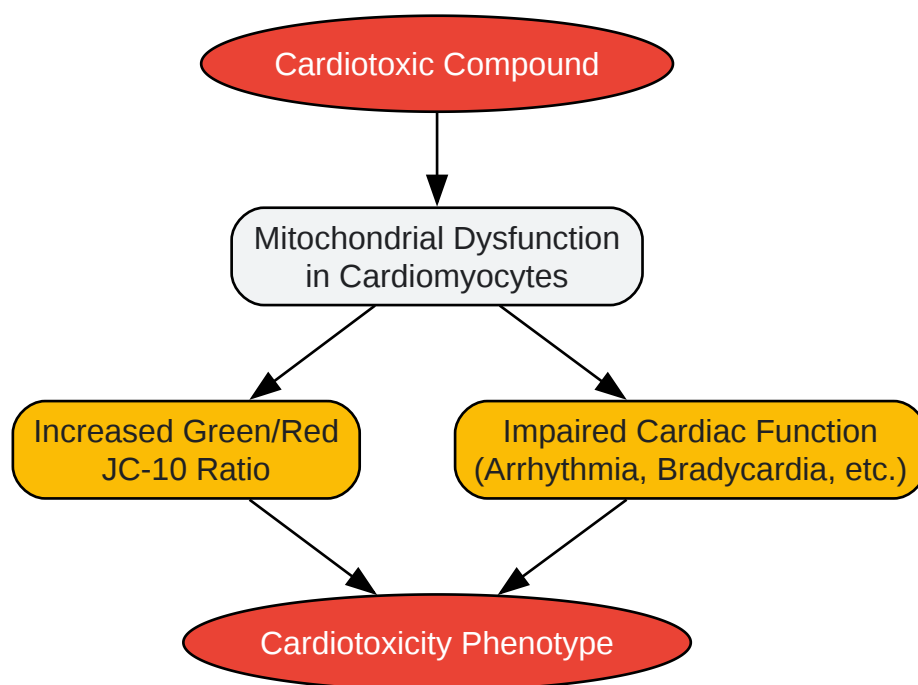 Cardiotoxic Compound
Mitochondrial Dysfunction
in Cardiomyocytes
Increased Green/Red
JC-10 Ratio
Impaired Cardiac Function
(Arrhythmia, Bradycardia, etc.)
Cardiotoxicity Phenotype